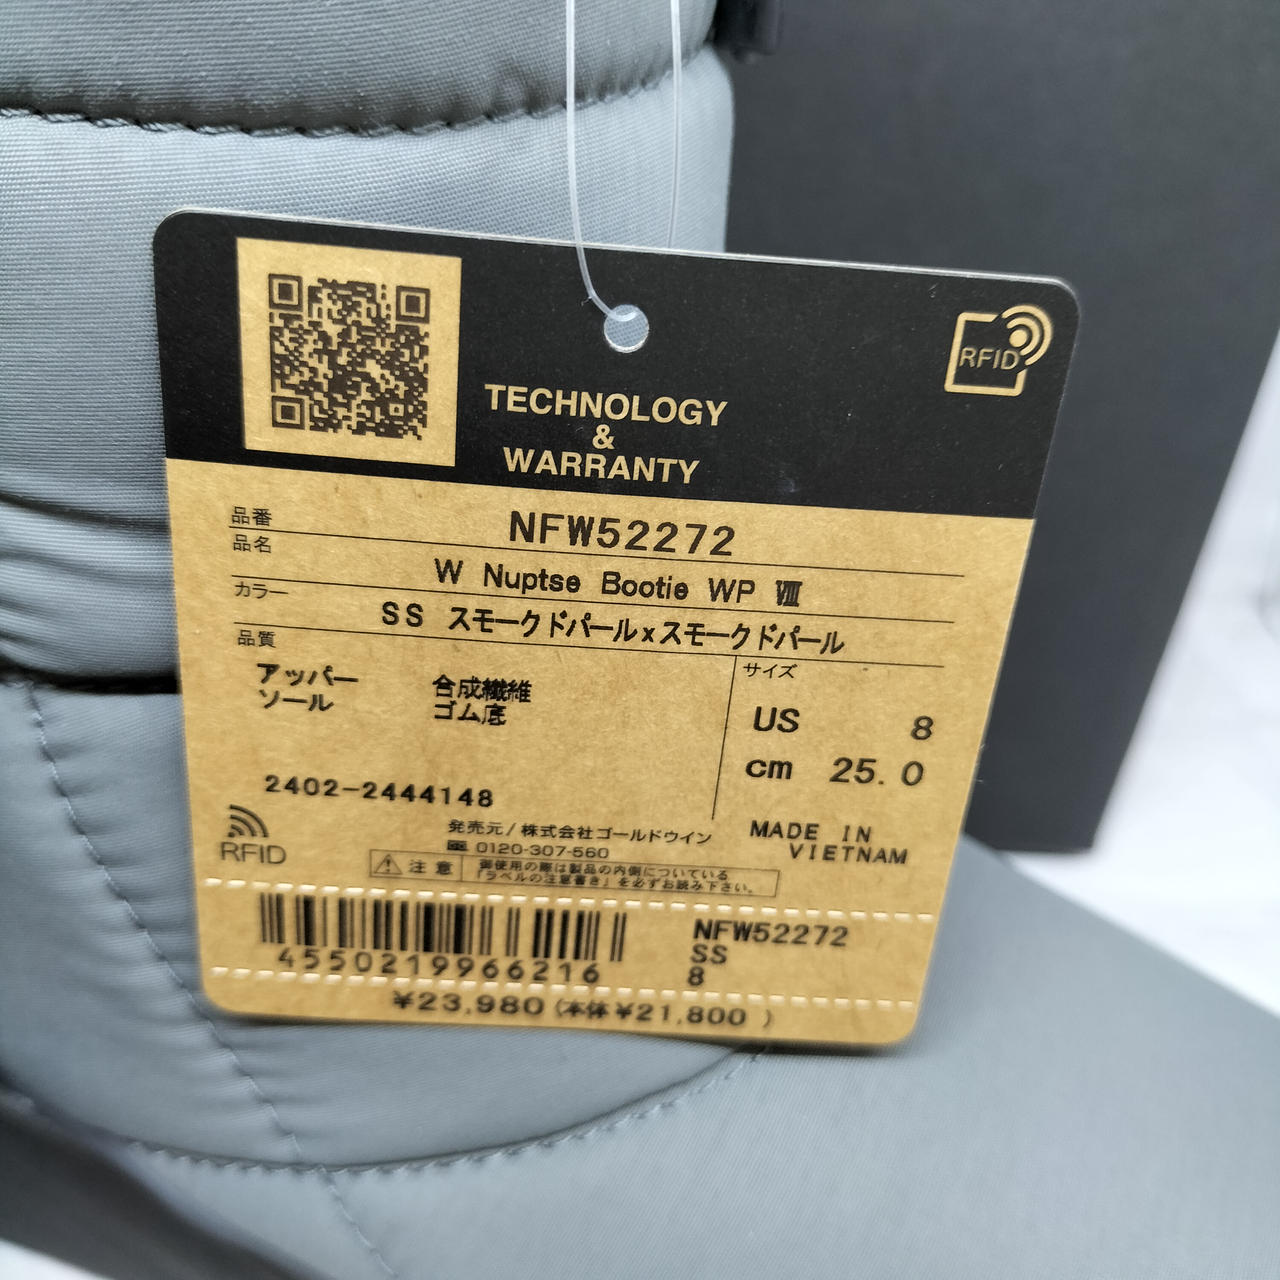 TECHNOLOGY
&
WARRANTY
RFID
品番 NFW52272
品名 W Nuptse Bootie WP Ⅷ
カラー SS スモークドパールxスモークドパール
品質
アッパー 合成繊維
ソール ゴム底
サイズ
US 8
cm 25.0
2402-2444148
RFID
発売元/株式会社ゴールドウイン
0120-307-560
MADE IN
VIETNAM
注意
御使用の際は製品の内側についている
「ラベルの注意書き」を必ずお読み下さい。
4550219966216
NFW52272
SS
8
¥23,980 (本体¥21,800 )